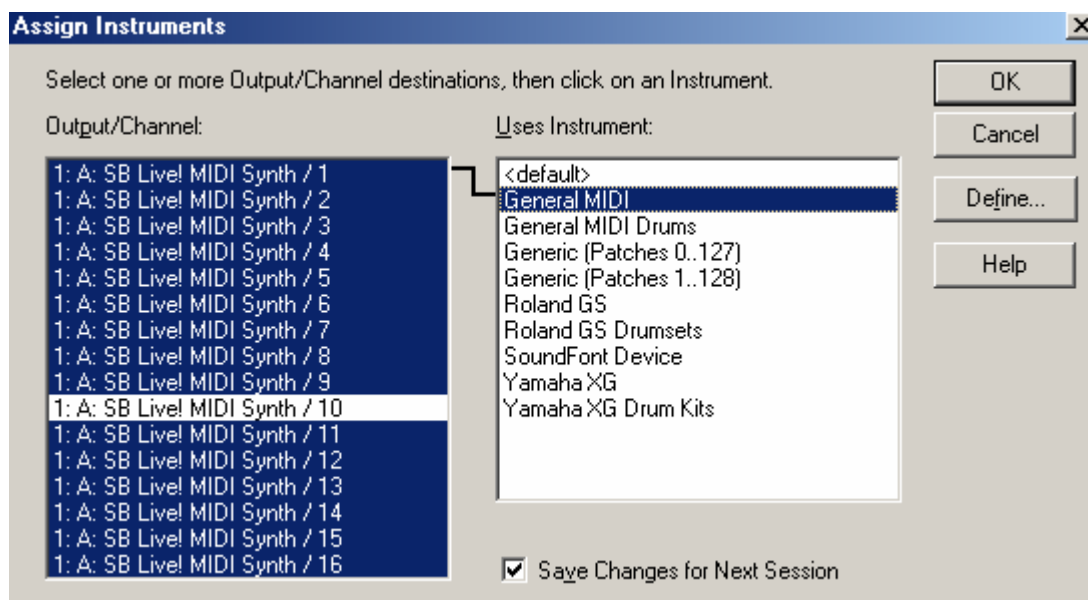 Assign Instruments
Select one or more Output/Channel destinations, then click on an Instrument.
OK
Cancel
Define...
Help
Output/Channel:
1: A: SB Live! MIDI Synth / 1
1: A: SB Live! MIDI Synth / 2
1: A: SB Live! MIDI Synth / 3
1: A: SB Live! MIDI Synth / 4
1: A: SB Live! MIDI Synth / 5
1: A: SB Live! MIDI Synth / 6
1: A: SB Live! MIDI Synth / 7
1: A: SB Live! MIDI Synth / 8
1: A: SB Live! MIDI Synth / 9
1: A: SB Live! MIDI Synth / 10
1: A: SB Live! MIDI Synth / 11
1: A: SB Live! MIDI Synth / 12
1: A: SB Live! MIDI Synth / 13
1: A: SB Live! MIDI Synth / 14
1: A: SB Live! MIDI Synth / 15
1: A: SB Live! MIDI Synth / 16
Uses Instrument:
<default>
General MIDI
General MIDI Drums
Generic (Patches 0..127)
Generic (Patches 1..128)
Roland GS
Roland GS Drumsets
SoundFont Device
Yamaha XG
Yamaha XG Drum Kits
Save Changes for Next Session